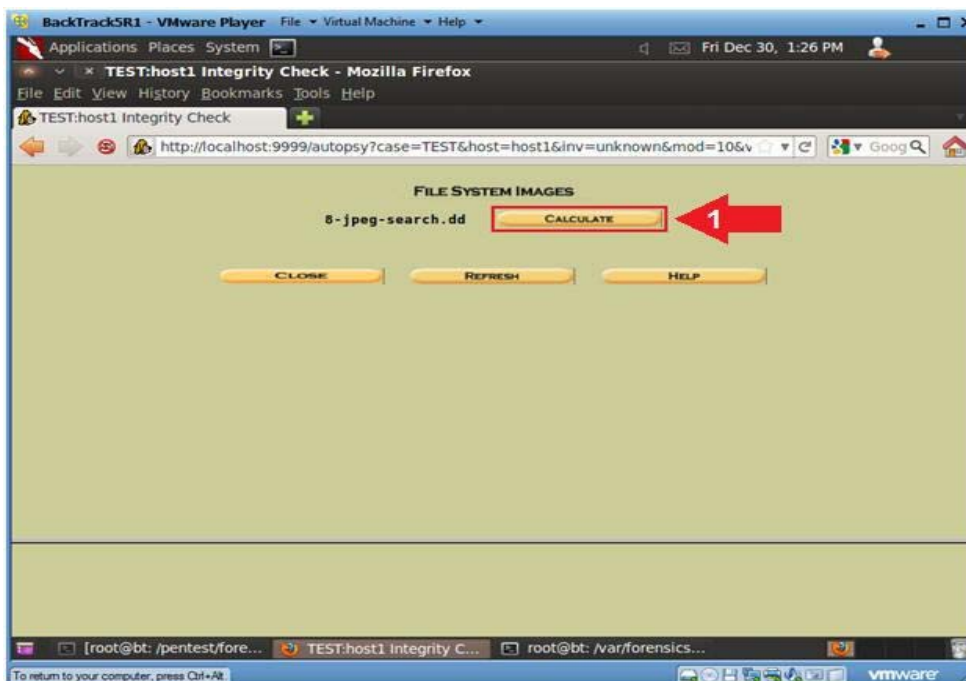 BackTrack5R1 - VMware Player File Virtual Machine Help
Applications Places System Fri Dec 30, 1:26 PM
TEST:host1 Integrity Check - Mozilla Firefox
File Edit View History Bookmarks Tools Help
TEST:host1 Integrity Check
http://localhost:9999/autopsy?case=TEST&host=host1&inv=unknown&mod=10&v Goog
FILE SYSTEM IMAGES
8-jpeg-search.dd CALCULATE 1
CLOSE REFRESH HELP
[root@bt: /pentest/fore... TEST:host1 Integrity C... root@bt: /var/forensics...
To return to your computer, press Ctrl+Alt. vmware